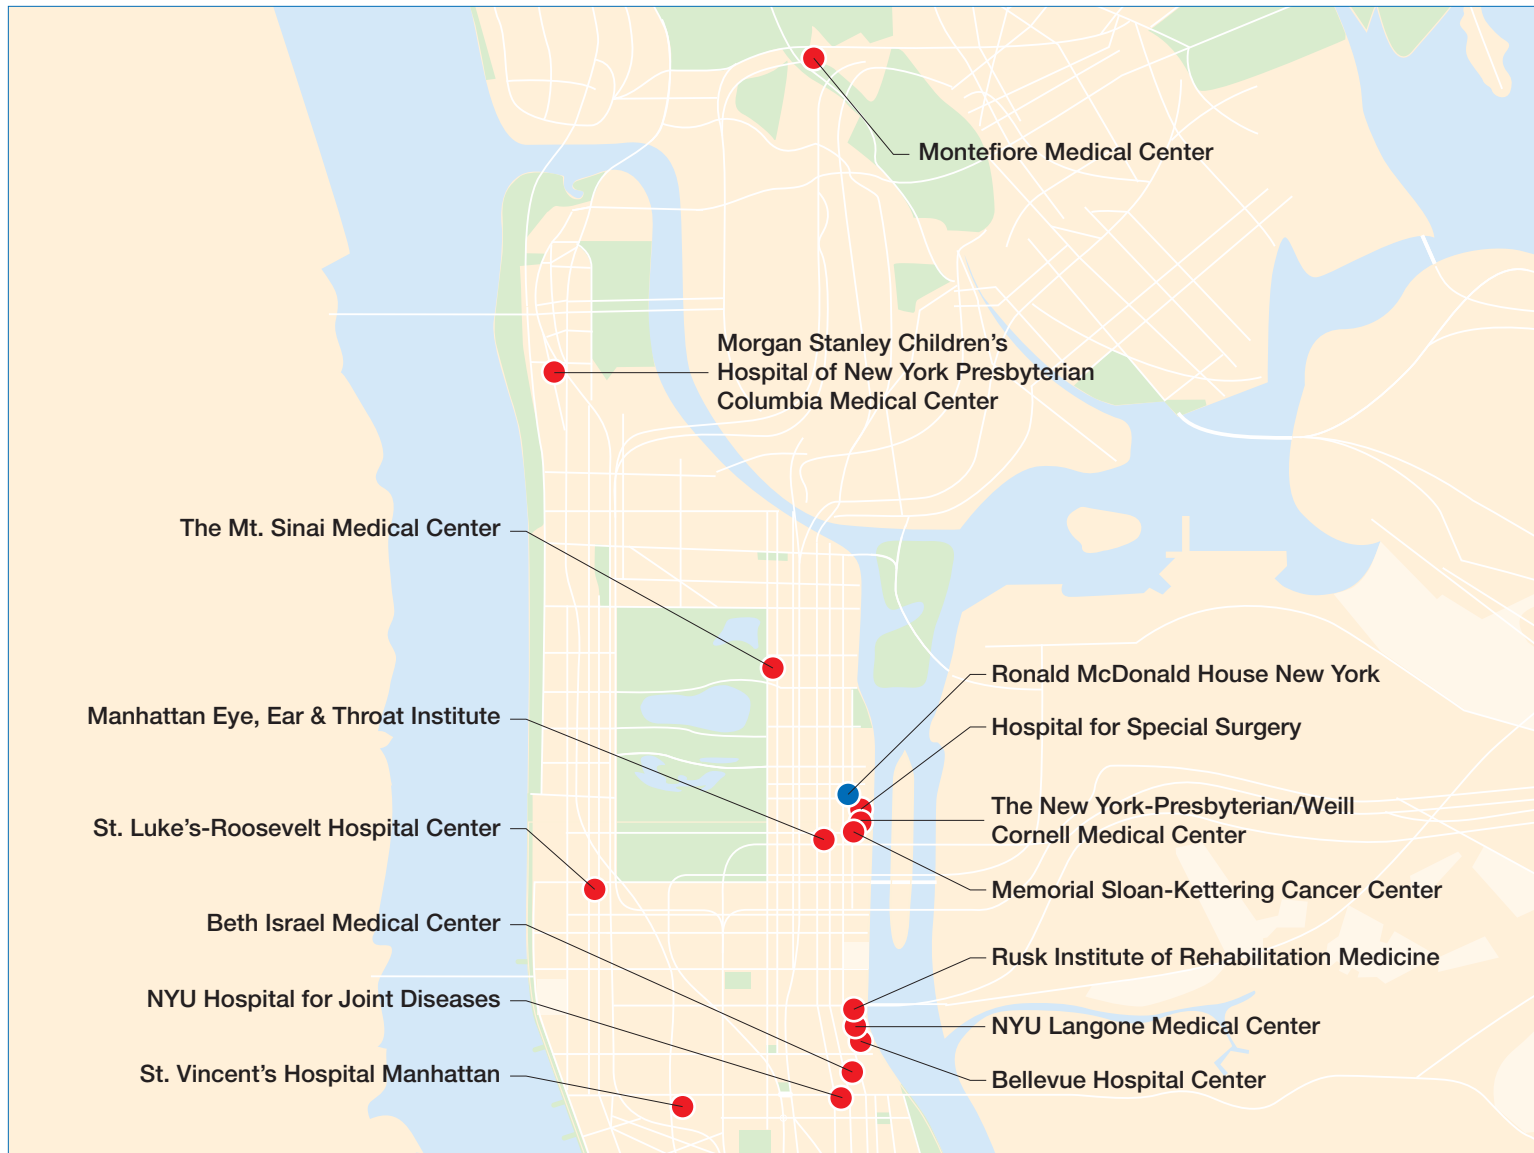 Montefiore Medical Center
Morgan Stanley Children’s
Hospital of New York Presbyterian
Columbia Medical Center
The Mt. Sinai Medical Center
Ronald McDonald House New York
Manhattan Eye, Ear & Throat Institute
Hospital for Special Surgery
The New York-Presbyterian/Weill
Cornell Medical Center
St. Luke’s-Roosevelt Hospital Center
Memorial Sloan-Kettering Cancer Center
Beth Israel Medical Center
Rusk Institute of Rehabilitation Medicine
NYU Hospital for Joint Diseases
NYU Langone Medical Center
St. Vincent’s Hospital Manhattan
Bellevue Hospital Center